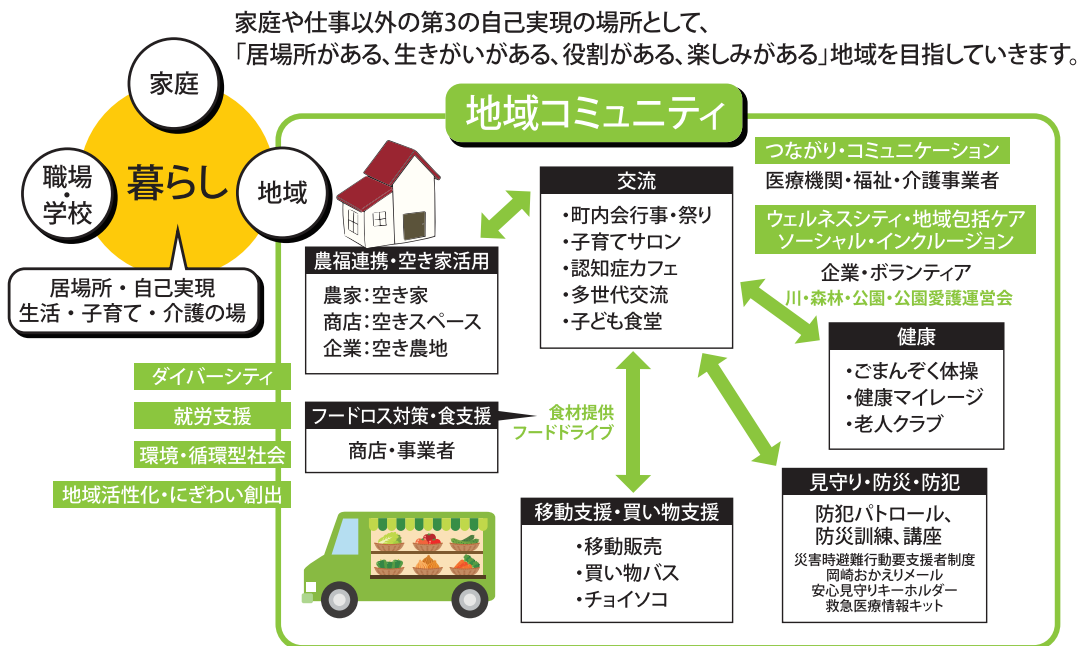 家庭や仕事以外の第3の自己実現の場所として、
「居場所がある、生きがいがある、役割がある、楽しみがある」地域を目指していきます。
家庭
職場
・
学校
暮らし
地域
居場所・自己実現
生活・子育て・介護の場
地域コミュニティ
つながり・コミュニケーション
医療機関・福祉・介護事業者
ウェルネスシティ・地域包括ケア
ソーシャル・インクルージョン
企業・ボランティア
川・森林・公園・公園愛護運営会
交流
・町内会行事・祭り
・子育てサロン
・認知症カフェ
・多世代交流
・子ども食堂
農福連携・空き家活用
農家：空き家
商店：空きスペース
企業：空き農地
健康
・ごまんぞく体操
・健康マイレージ
・老人クラブ
ダイバーシティ
就労支援
環境・循環型社会
地域活性化・にぎわい創出
フードロス対策・食支援
商店・事業者
食材提供
フードドライブ
見守り・防災・防犯
防犯パトロール、
防災訓練、講座
災害時避難行動要支援者制度
岡崎おかえりメール
安心見守りキーホルダー
救急医療情報キット
移動支援・買い物支援
・移動販売
・買い物バス
・チョイソコ